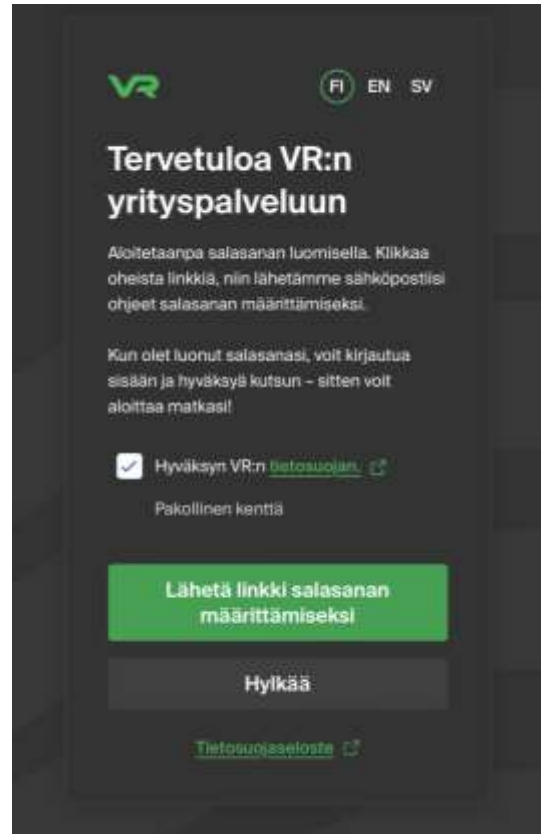 VR
FI EN SV
Tervetuloa VR:n
yrityspalveluun
Aloitetaanpa salasanan luomisella. Klikkaa
oheista linkkiä, niin lähetämme sähköpostiisi
ohjeet salasanan määrittämiseksi.
Kun olet luonut salasanasi, voit kirjautua
sisään ja hyväksyä kutsun – sitten voit
aloittaa matkasi!
Hyväksyn VR:n tietosuojan.
Pakollinen kenttä
Lähetä linkki salasanan
määrittämiseksi
Hylkää
Tietosuojaseloste